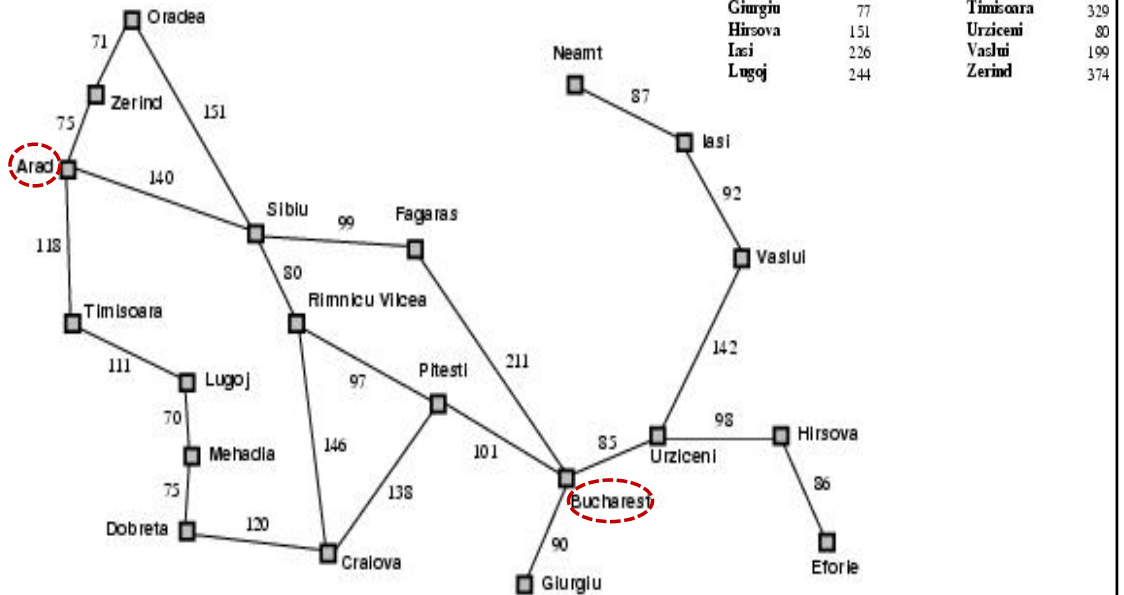 Giurgiu 77 Timisoara 329
Hirsova 151 Urziceni 80
Iasi 226 Vaslui 199
Lugoj 244 Zerind 374
Oradea
71
Neamt
Zerind
87
151
75
Iasi
Arad
140
92
Sibiu
Fagaras
99
118
Vaslui
80
Rimnicu Vilcea
Timisoara
142
211
Pitesti
111
Lugoj
97
70
98
Hirsova
146
85
101
Urziceni
Mehadia
86
75
138
Bucharest
Dobreta
120
90
Craiova
Eforie
Giurgiu